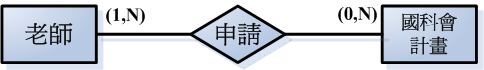 老師
(1,N)
申請
(0,N)
國科會
計畫